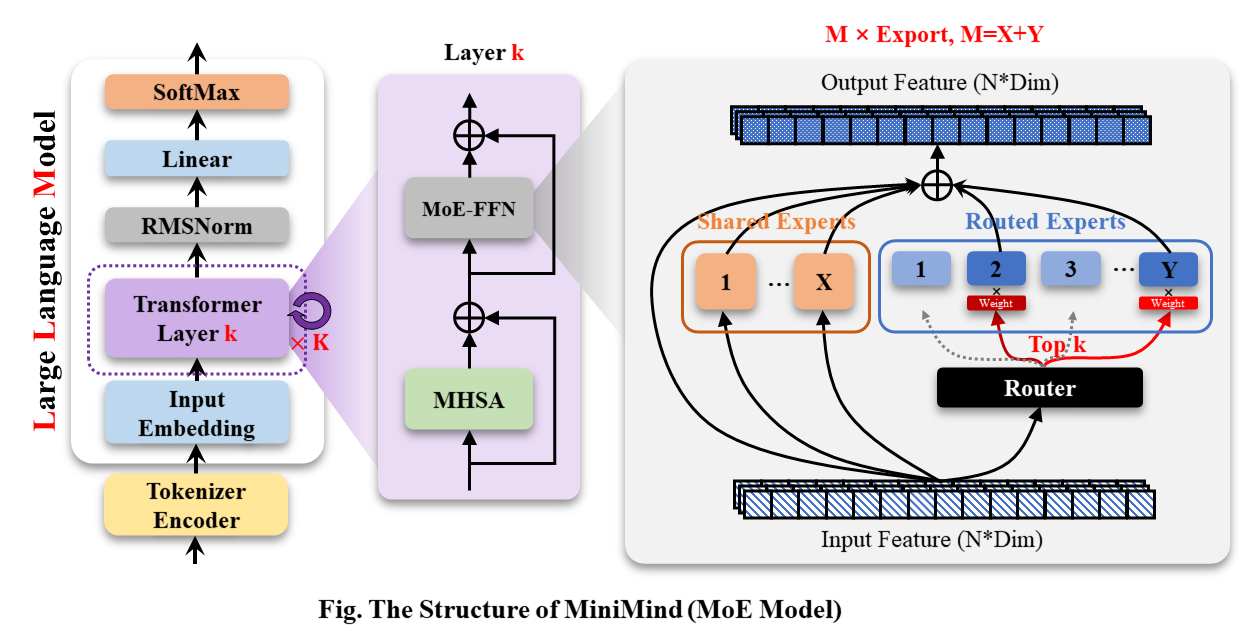 Large Language Model
SoftMax
Linear
RMSNorm
Transformer
Layer k
× K
Input
Embedding
Tokenizer
Encoder
Layer k
MoE-FFN
MHSA
M × Export, M=X+Y
Output Feature (N*Dim)
Shared Experts
1
...
X
Routed Experts
1
2
3
...
Y
×
Weight
×
Weight
Top k
Router
Input Feature (N*Dim)
Fig. The Structure of MiniMind (MoE Model)